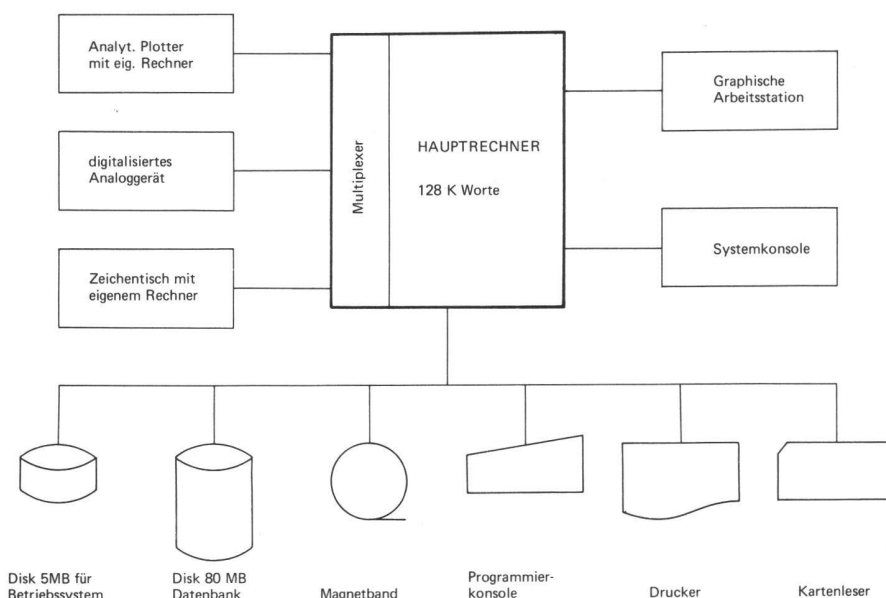 Analyt. Plotter
mit eig. Rechner
digitalisiertes
Analoggerät
Zeichentisch mit
eigenem Rechner
Multiplexer
HAUPTRECHNER
128 K Worte
Graphische
Arbeitsstation
Systemkonsole
Disk 5MB für
Betriebssystem
Disk 80 MB
Datenbank
Magnetband
Programmier-
konsole
Drucker
Kartenleser